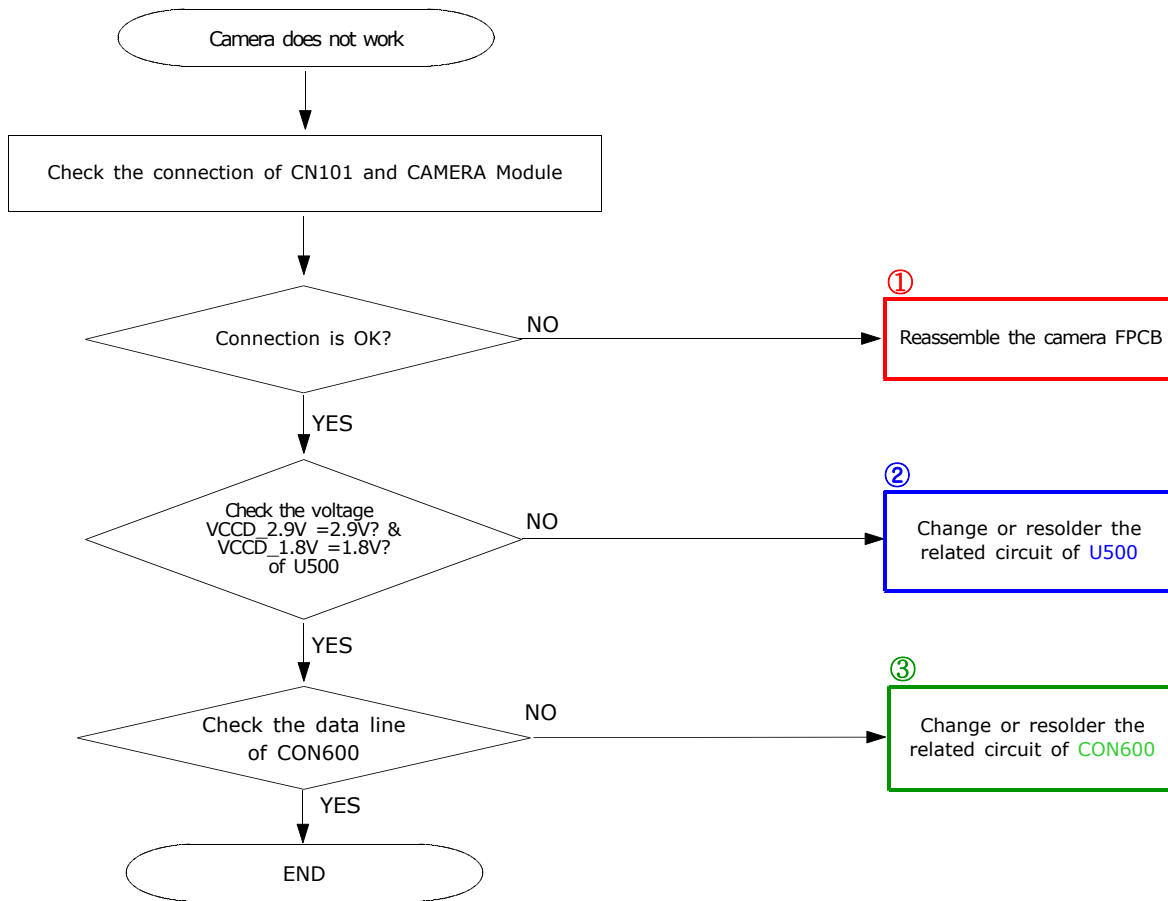 Camera does not work
Check the connection of CN101 and CAMERA Module
Connection is OK?
NO
①
Reassemble the camera FPCB
YES
Check the voltage
VCCD_2.9V =2.9V? &
VCCD_1.8V =1.8V?
of U500
NO
②
Change or resolder the
related circuit of U500
YES
Check the data line
of CON600
NO
③
Change or resolder the
related circuit of CON600
YES
END